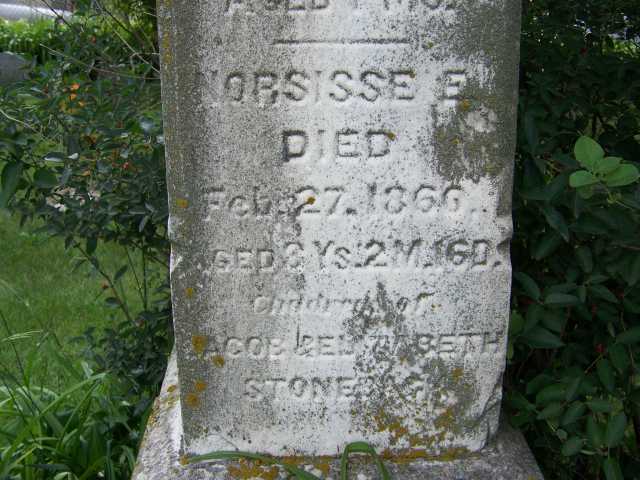 NORSISSE E.
DIED
Feb. 27. 1860.
AGED 3 Ys. 2 M. 16 D.
Children of
JACOB & ELIZABETH